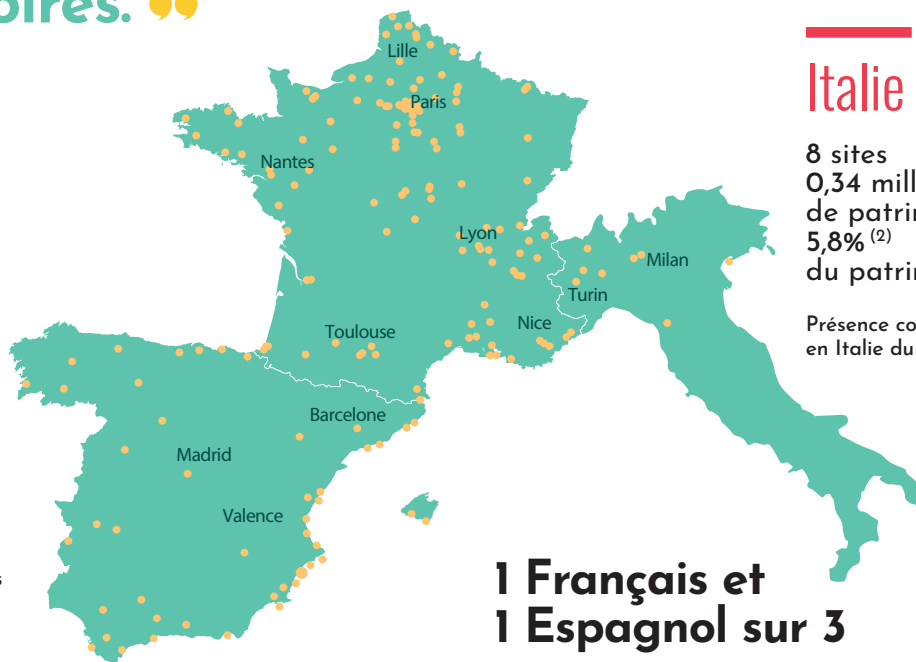 oires. ”
Lille
Paris
Nantes
Lyon
Milan
Turin
Nice
Toulouse
Barcelone
Madrid
Valence
Italie
8 sites
0,34 mill
de patrim
5,8% (2)
du patrim
Présence co
en Italie du
s
1 Français et
1 Espagnol sur 3